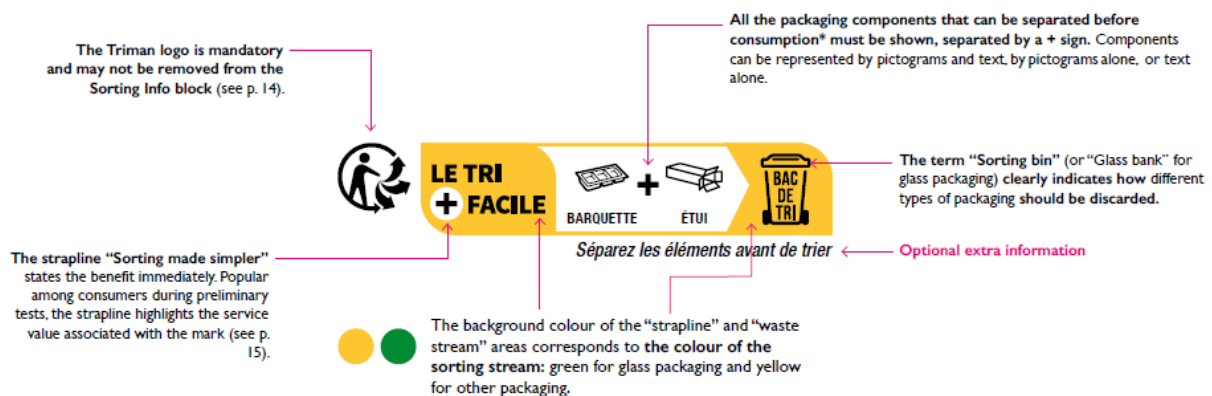 The Triman logo is mandatory
and may not be removed from the
Sorting Info block (see p. 14).
All the packaging components that can be separated before
consumption* must be shown, separated by a + sign. Components
can be represented by pictograms and text, by pictograms alone, or text
alone.
LE TRI
+ FACILE
BARQUETTE
+
ÉTUI
BAC
DE
TRI
Séparez les éléments avant de trier
The term “Sorting bin” (or “Glass bank” for
glass packaging) clearly indicates how different
types of packaging should be discarded.
Optional extra information
The strapline “Sorting made simpler”
states the benefit immediately. Popular
among consumers during preliminary
tests, the strapline highlights the service
value associated with the mark (see p.
15).
The background colour of the “strapline” and “waste
stream” areas corresponds to the colour of the
sorting stream: green for glass packaging and yellow
for other packaging.